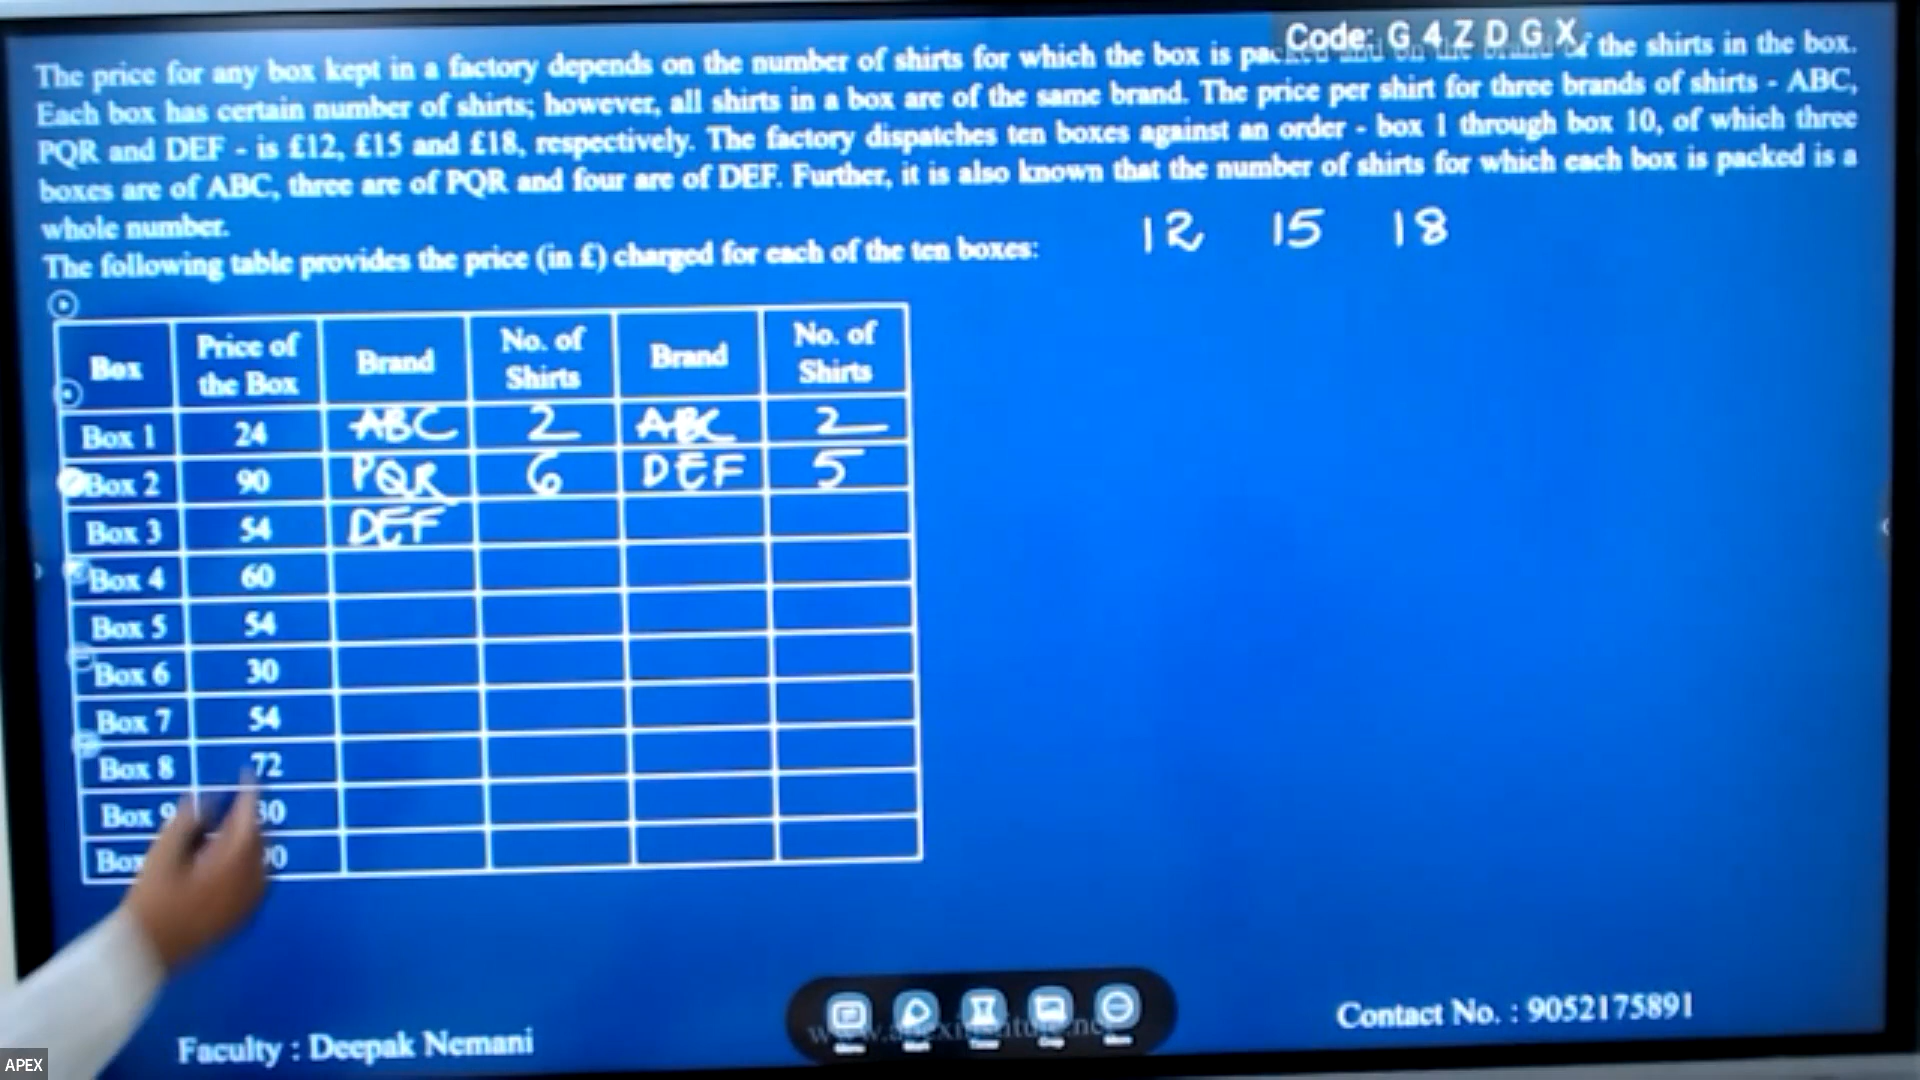 Code: G 4 Z D G X
The price for any box kept in a factory depends on the number of shirts for which the box is packed and on the brand of the shirts in the box.
Each box has certain number of shirts; however, all shirts in a box are of the same brand. The price per shirt for three brands of shirts - ABC,
PQR and DEF - is £12, £15 and £18, respectively. The factory dispatches ten boxes against an order - box 1 through box 10, of which three
boxes are of ABC, three are of PQR and four are of DEF. Further, it is also known that the number of shirts for which each box is packed is a
whole number.
12 15 18
The following table provides the price (in £) charged for each of the ten boxes:
Box Price of the Box Brand No. of Shirts Brand No. of Shirts
Box 1 24 ABC 2 ABC 2
Box 2 90 PQR 6 DEF 5
Box 3 54 DEF
Box 4 60
Box 5 54
Box 6 30
Box 7 54
Box 8 72
Box 9
Box
Faculty : Deepak Nemani
Contact No. : 9052175891
APEX